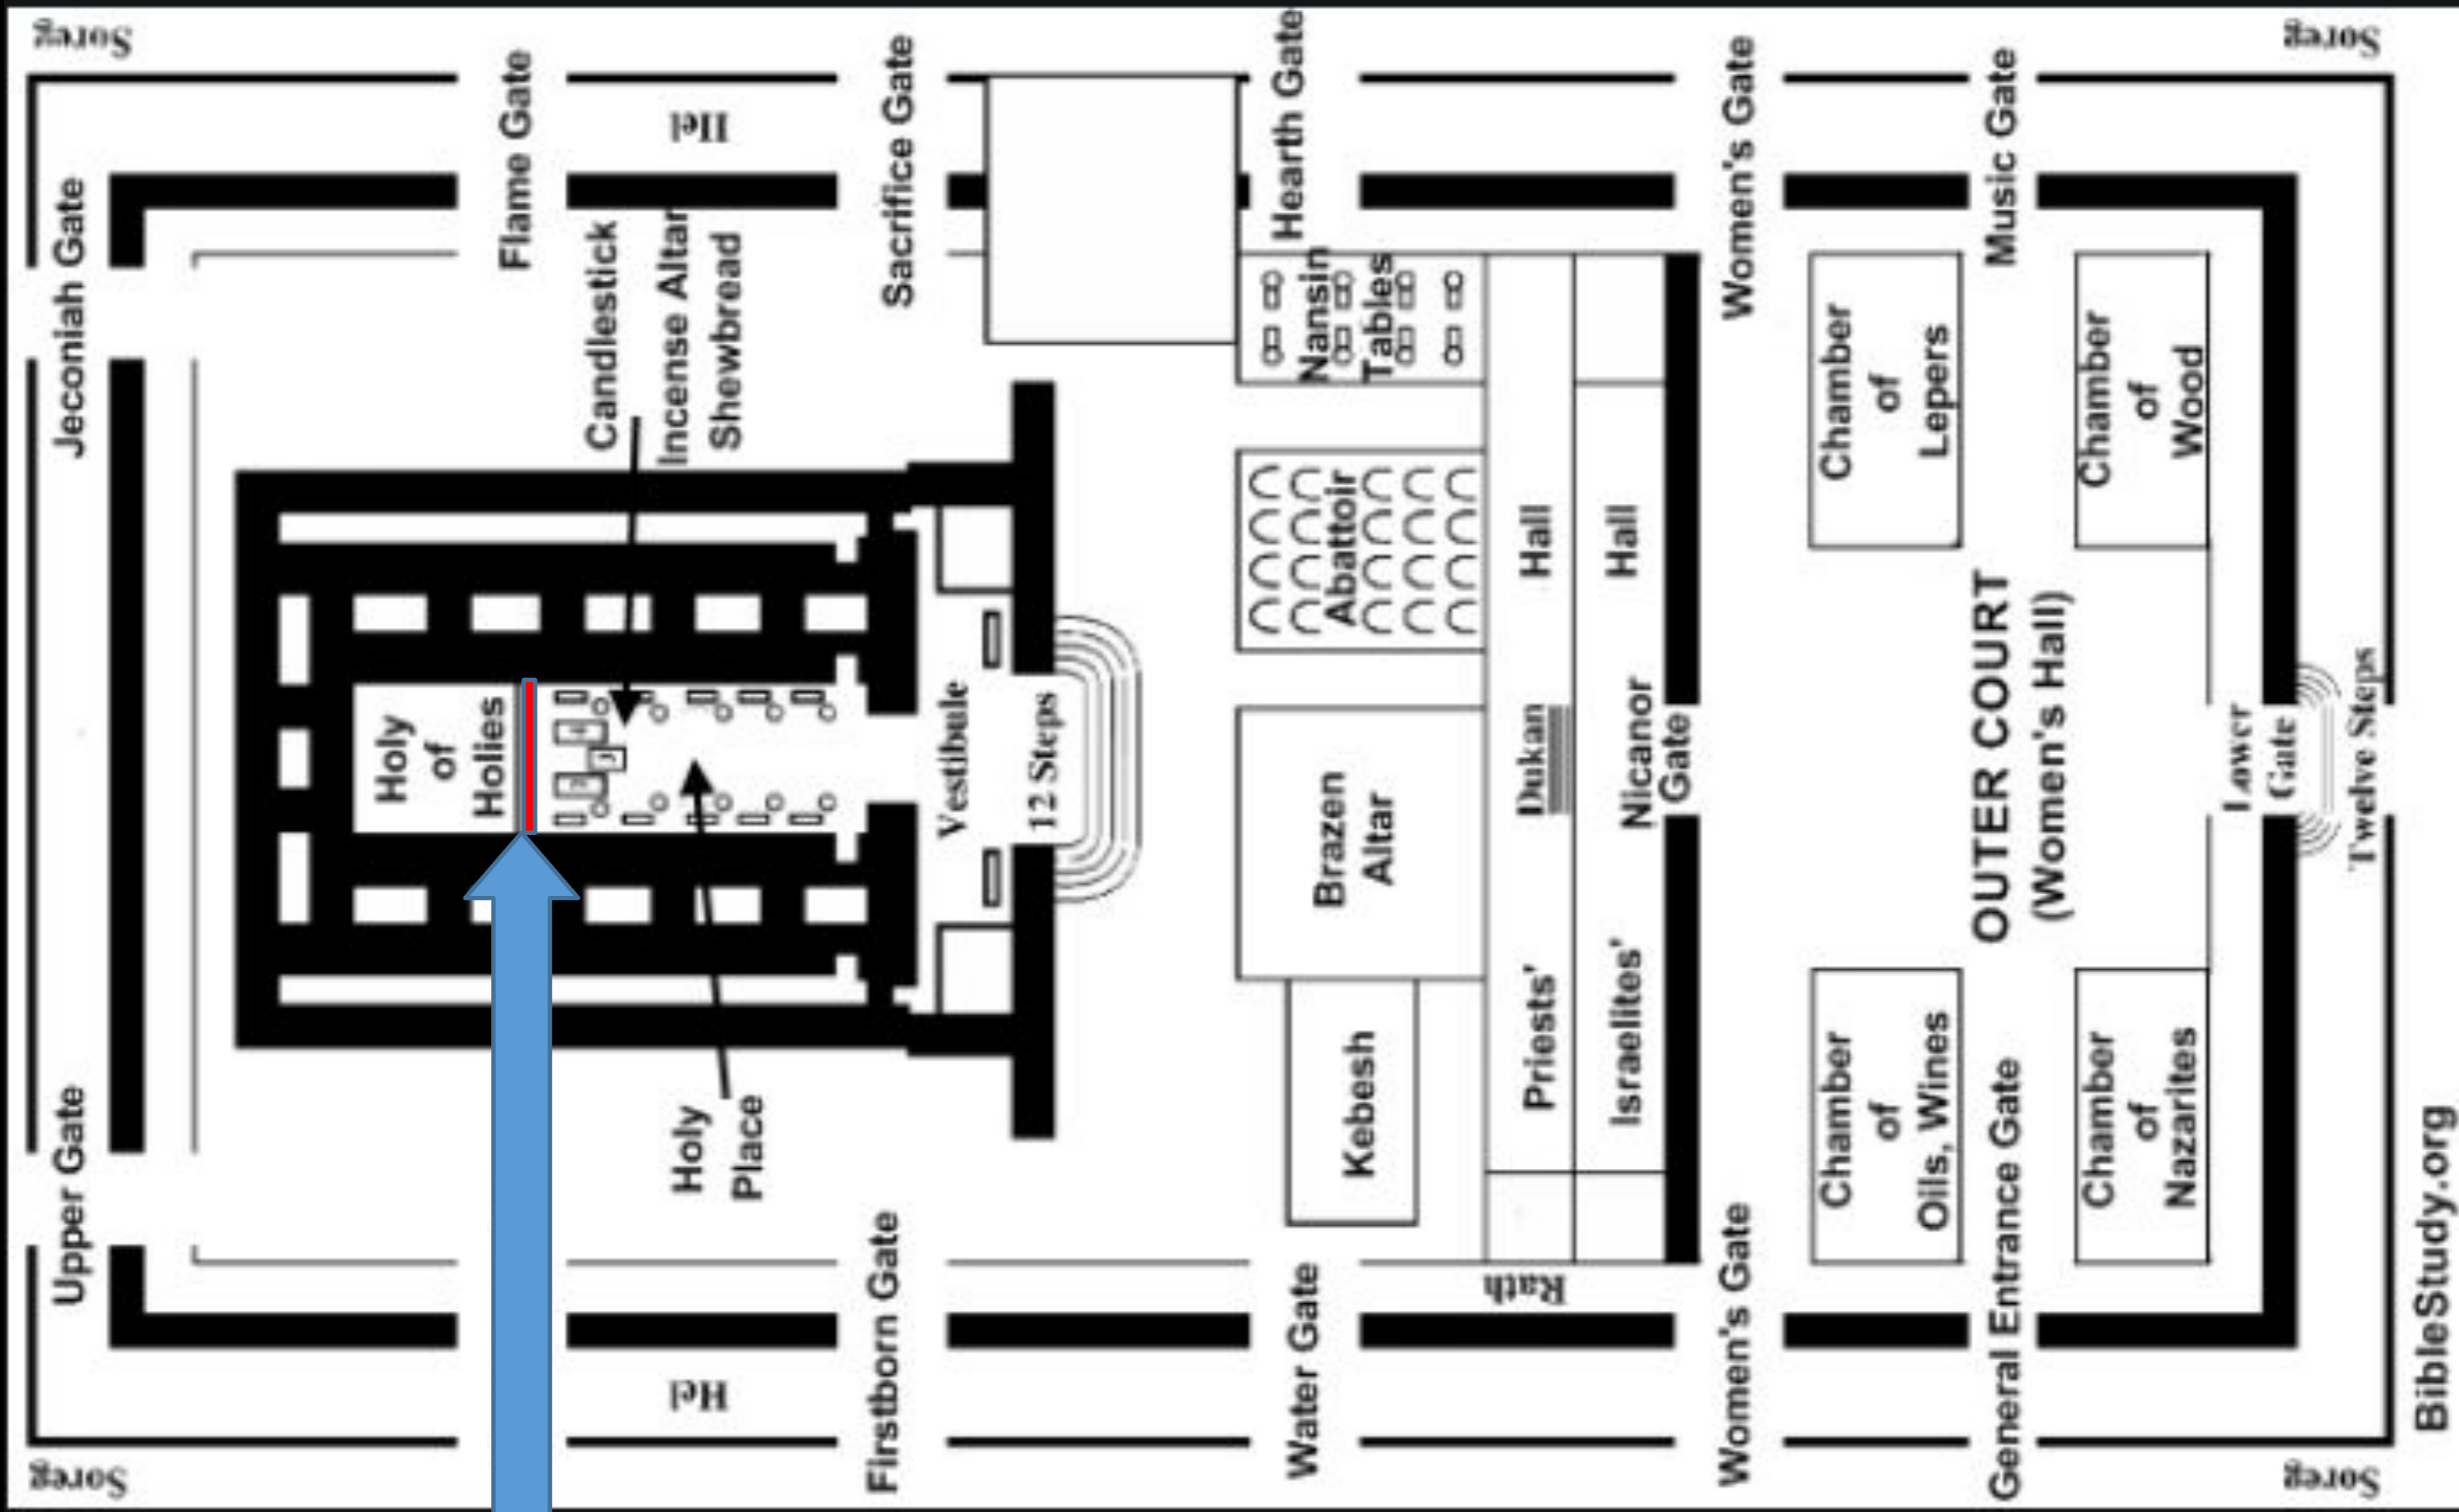 Soreg
Soreg
Jeconiah Gate
Flame Gate
Hel
Sacrifice Gate
Hearth Gate
Women's Gate
Music Gate
Candlestick
Incense Altar
Shewbread
Nansin
Tables
Chamber
of
Lepers
Chamber
of
Wood
Holy
of
Holies
Vestibule
12 Steps
Abattoir
Hall
Hall
Brazen
Altar
Dukan
Nicanor
Gate
OUTER COURT
(Women's Hall)
Lower
Gate
Twelve Steps
Upper Gate
Holy
Place
Kebesh
Priests'
Israelites'
Chamber
of
Oils, Wines
Chamber
of
Nazarites
Hel
Firstborn Gate
Water Gate
Rath
Women's Gate
General Entrance Gate
Soreg
Soreg
BibleStudy.org